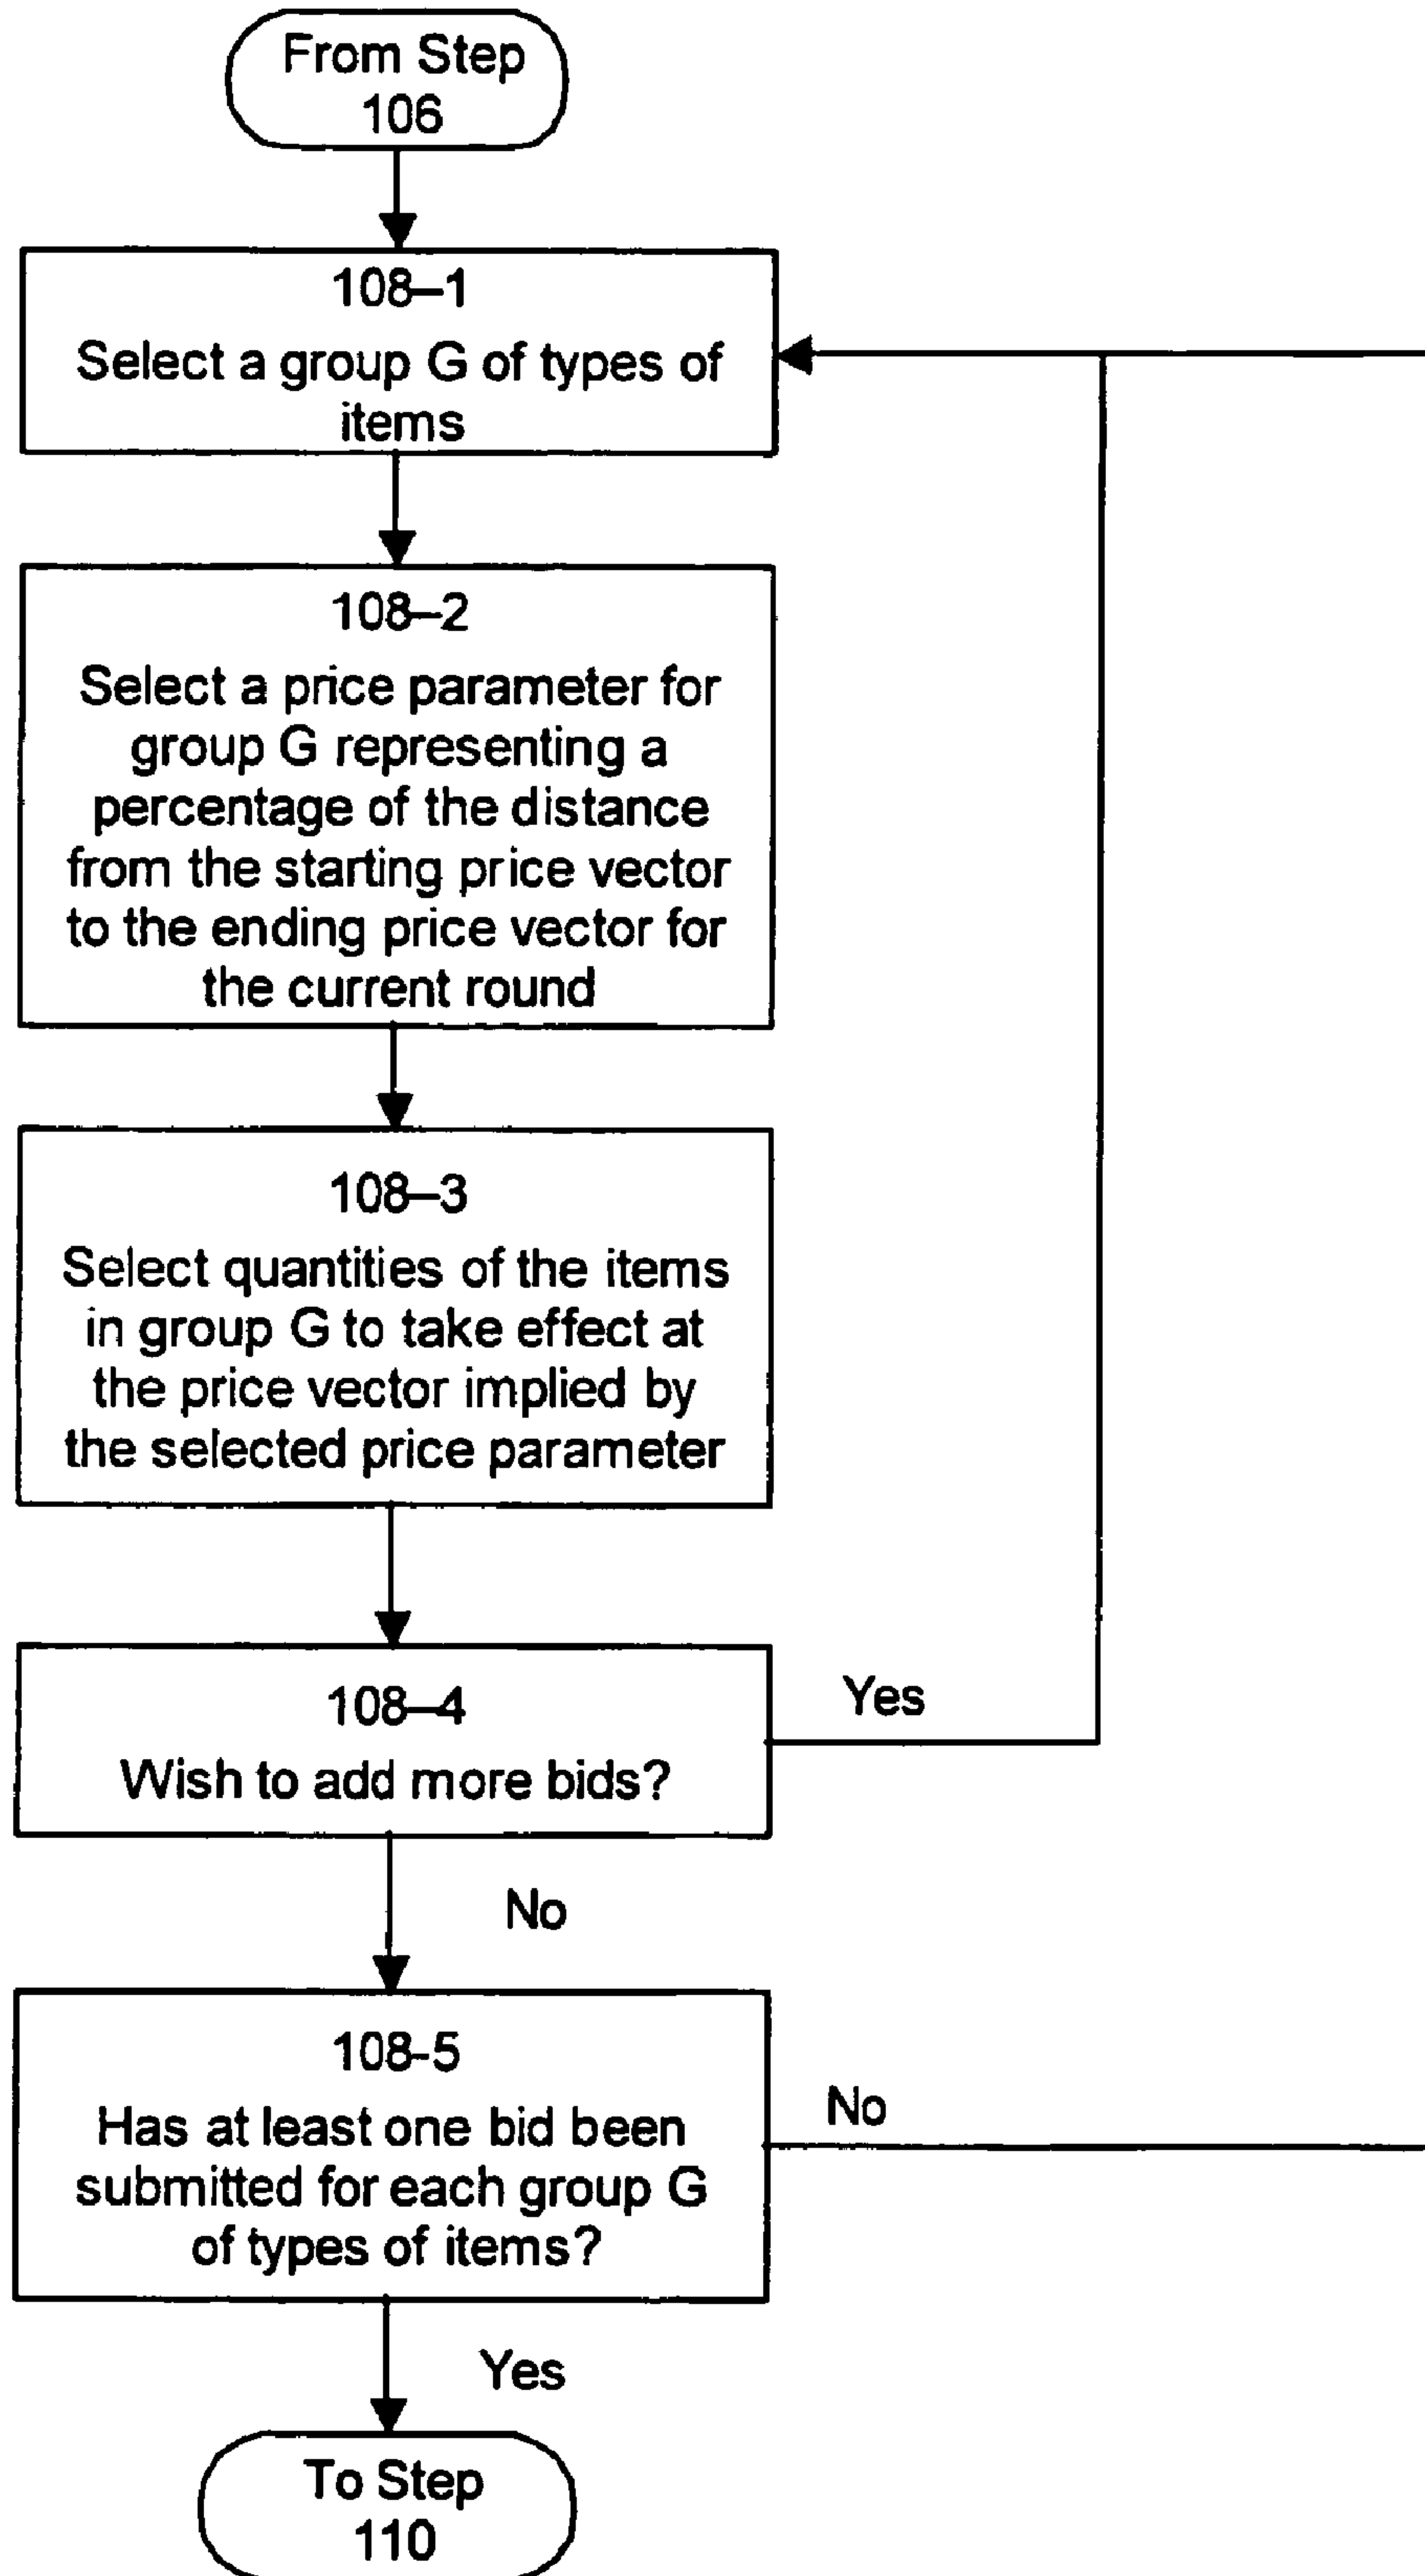 From Step
106
108–1
Select a group G of types of
items
108–2
Select a price parameter for
group G representing a
percentage of the distance
from the starting price vector
to the ending price vector for
the current round
108–3
Select quantities of the items
in group G to take effect at
the price vector implied by
the selected price parameter
108–4
Wish to add more bids?
Yes
No
108-5
Has at least one bid been
submitted for each group G
of types of items?
No
Yes
To Step
110